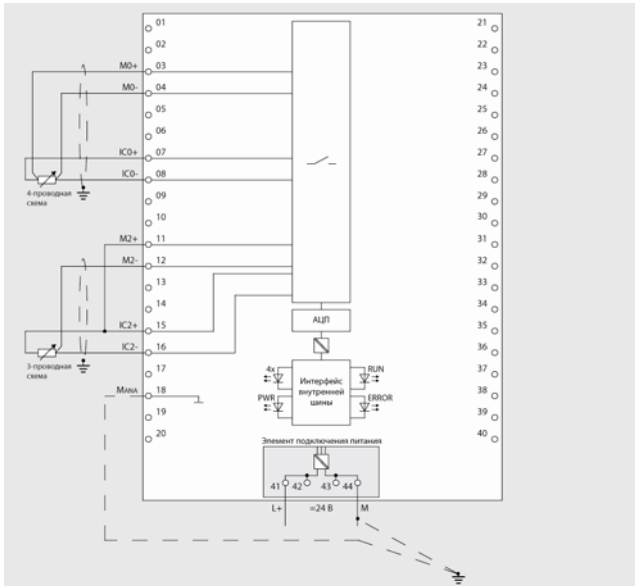 01
21
02
22
M0+ 03
23
M0- 04
24
05
25
06
26
IC0+ 07
27
IC0- 08
28
4-проводная
схема
09
29
10
30
M2+ 11
31
M2- 12
32
13
33
14
34
АЦП
IC2+ 15
35
IC2- 16
36
3-проводная
схема
17
37
4x
RUN
Интерфейс
внутренней
шины
MANA 18
38
PWR
ERROR
19
39
20
40
Элемент подключения питания
41 42 43 44
L+ =24 В M